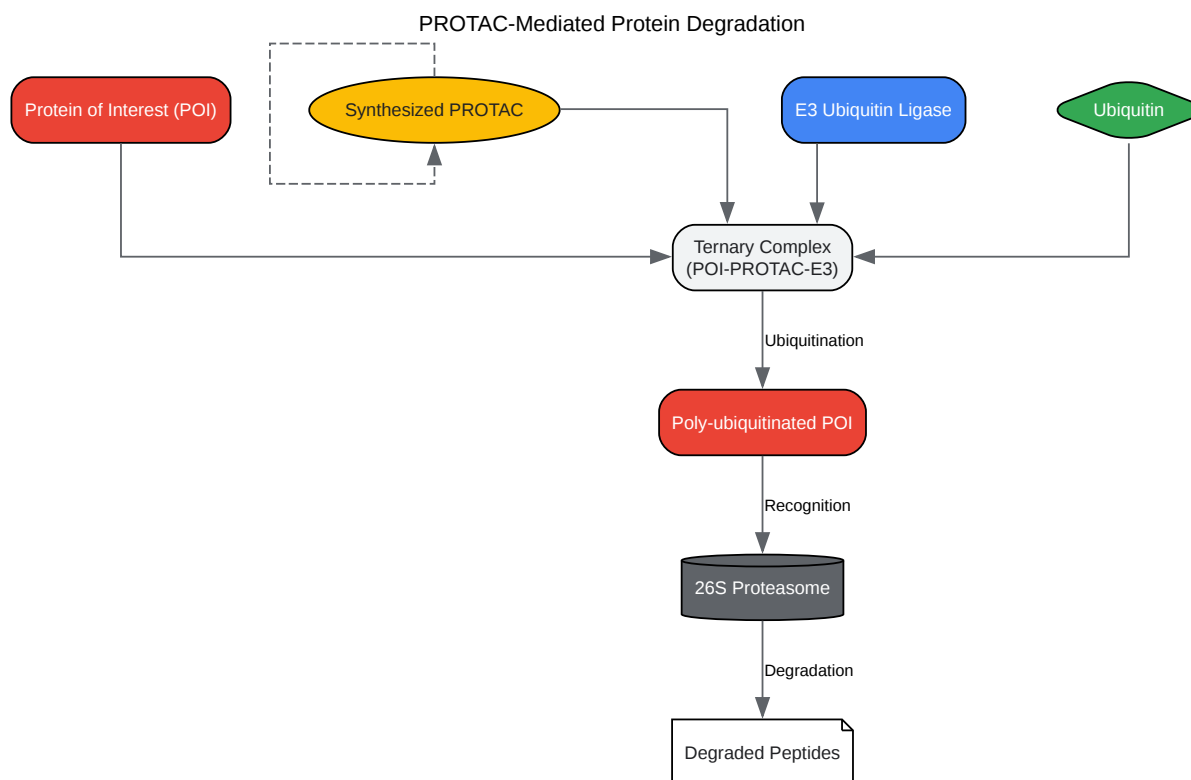 PROTAC-Mediated Protein Degradation
Protein of Interest (POI)
Synthesized PROTAC
E3 Ubiquitin Ligase
Ubiquitin
Ternary Complex
(POI-PROTAC-E3)
Ubiquitination
Poly-ubiquitinated POI
Recognition
26S Proteasome
Degradation
Degraded Peptides